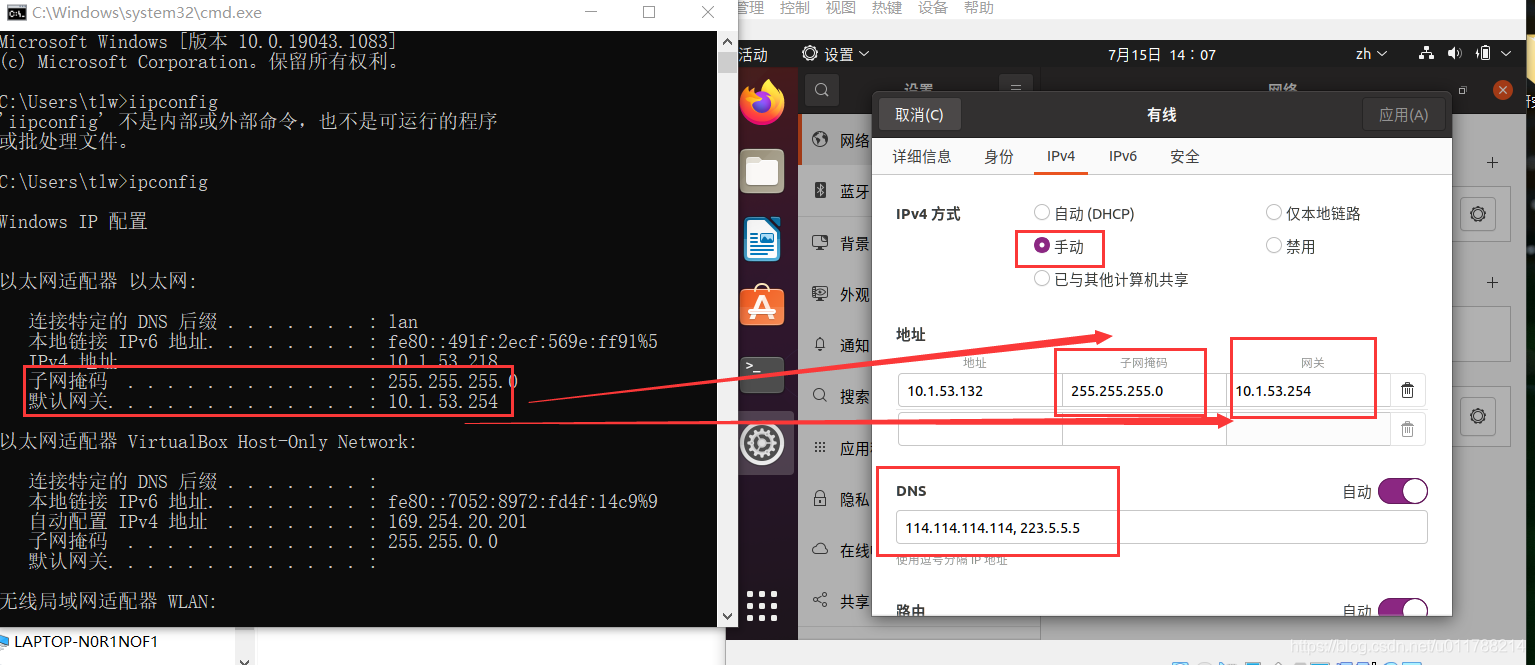 C:\Windows\system32\cmd.exe
Microsoft Windows [版本 10.0.19043.1083]
(c) Microsoft Corporation。保留所有权利。
C:\Users\tlw>iipconfig
'iipconfig' 不是内部或外部命令，也不是可运行的程序
或批处理文件。
C:\Users\tlw>ipconfig
Windows IP 配置
以太网适配器 以太网:
连接特定的 DNS 后缀 . . . . . . . : lan
本地链接 IPv6 地址. . . . . . . . : fe80::491f:2ecf:569e:ff91%5
IPv4 地址 . . . . . . . . . . . . : 10.1.53.218
子网掩码 . . . . . . . . . . . . : 255.255.255.0
默认网关. . . . . . . . . . . . . : 10.1.53.254
以太网适配器 VirtualBox Host-Only Network:
连接特定的 DNS 后缀 . . . . . . . :
本地链接 IPv6 地址. . . . . . . . : fe80::7052:8972:fd4f:14c9%9
自动配置 IPv4 地址 . . . . . . . : 169.254.20.201
子网掩码 . . . . . . . . . . . . : 255.255.0.0
默认网关. . . . . . . . . . . . . :
无线局域网适配器 WLAN:
LAPTOP-N0R1NOF1
管理 控制 视图 热键 设备 帮助
活动 设置 7月15日 14：07 zh
设置 网络
取消(C) 有线 应用(A)
网络
蓝牙
背景
外观
通知
搜索
应用
隐私
在线
共享
详细信息 身份 IPv4 IPv6 安全
IPv4 方式 自动 (DHCP) 仅本地链路
手动 禁用
已与其他计算机共享
地址
地址 子网掩码 网关
10.1.53.132 255.255.255.0 10.1.53.254
DNS 自动
114.114.114.114, 223.5.5.5
使用逗号分隔 IP 地址
路由 自动
https://blog.csdn.net/u011788214